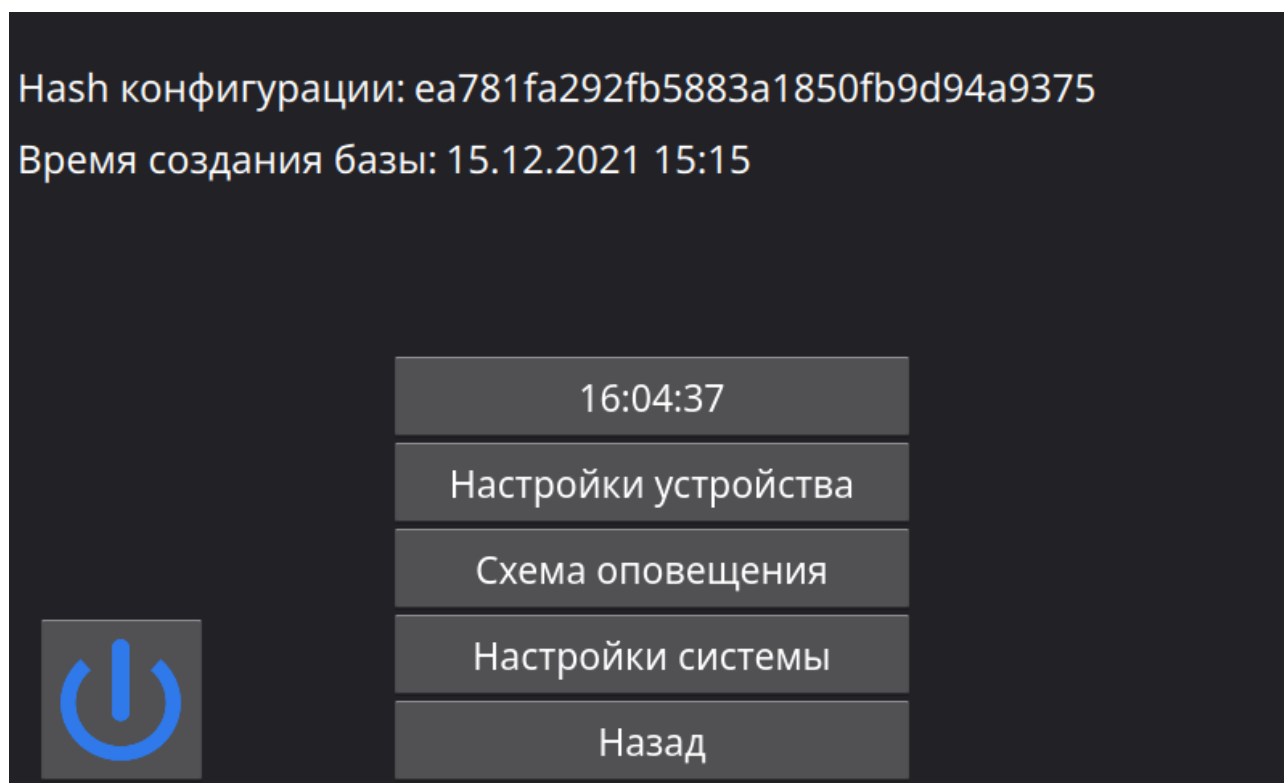 Hash конфигурации: ea781fa292fb5883a1850fb9d94a9375
Время создания базы: 15.12.2021 15:15
16:04:37
Настройки устройства
Схема оповещения
Настройки системы
Назад